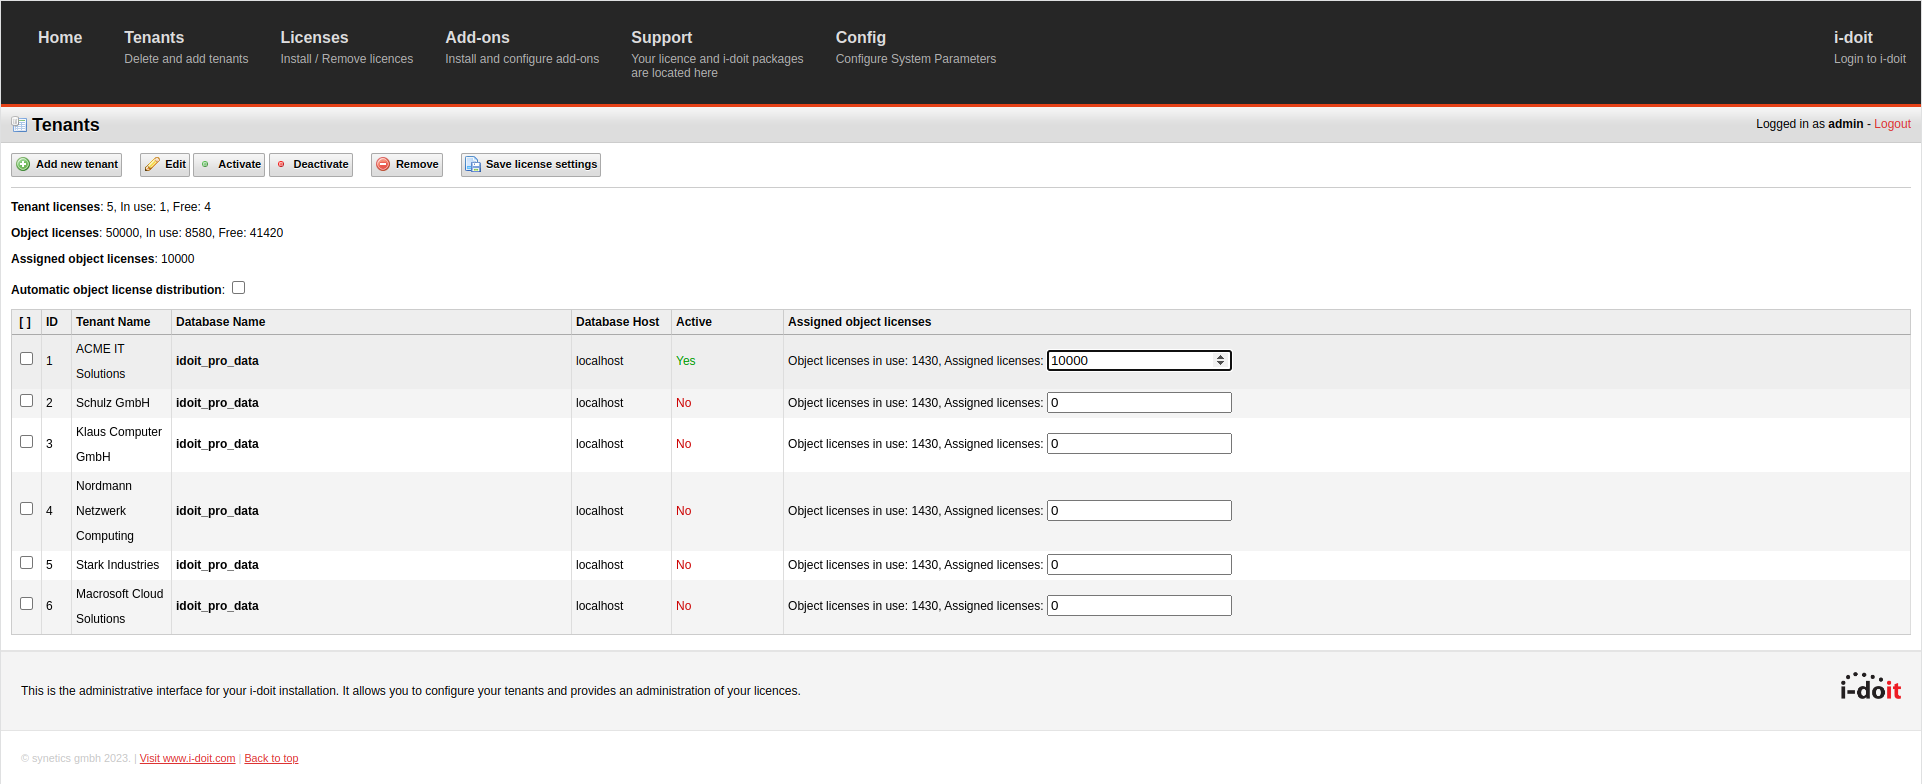 Home
Tenants
Delete and add tenants
Licenses
Install / Remove licences
Add-ons
Install and configure add-ons
Support
Your licence and i-doit packages
are located here
Config
Configure System Parameters
i-doit
Login to i-doit
Tenants
Logged in as admin - Logout
Add new tenant Edit Activate Deactivate Remove Save license settings
Tenant licenses: 5, In use: 1, Free: 4
Object licenses: 50000, In use: 8580, Free: 41420
Assigned object licenses: 10000
Automatic object license distribution:
[ ] ID Tenant Name Database Name Database Host Active Assigned object licenses
1 ACME IT
Solutions
idoit_pro_data localhost Yes Object licenses in use: 1430, Assigned licenses: 10000
2 Schulz GmbH idoit_pro_data localhost No Object licenses in use: 1430, Assigned licenses: 0
3 Klaus Computer
GmbH
idoit_pro_data localhost No Object licenses in use: 1430, Assigned licenses: 0
4 Nordmann
Netzwerk
Computing
idoit_pro_data localhost No Object licenses in use: 1430, Assigned licenses: 0
5 Stark Industries idoit_pro_data localhost No Object licenses in use: 1430, Assigned licenses: 0
6 Macrosoft Cloud
Solutions
idoit_pro_data localhost No Object licenses in use: 1430, Assigned licenses: 0
This is the administrative interface for your i-doit installation. It allows you to configure your tenants and provides an administration of your licences.
i-doit
© synetics gmbh 2023. | Visit www.i-doit.com | Back to top